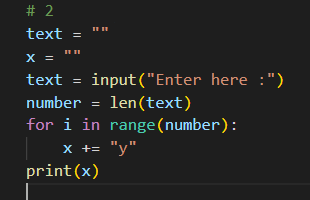 # 2
text = ""
x = ""
text = input("Enter here :")
number = len(text)
for i in range(number):
    x += "y"
print(x)